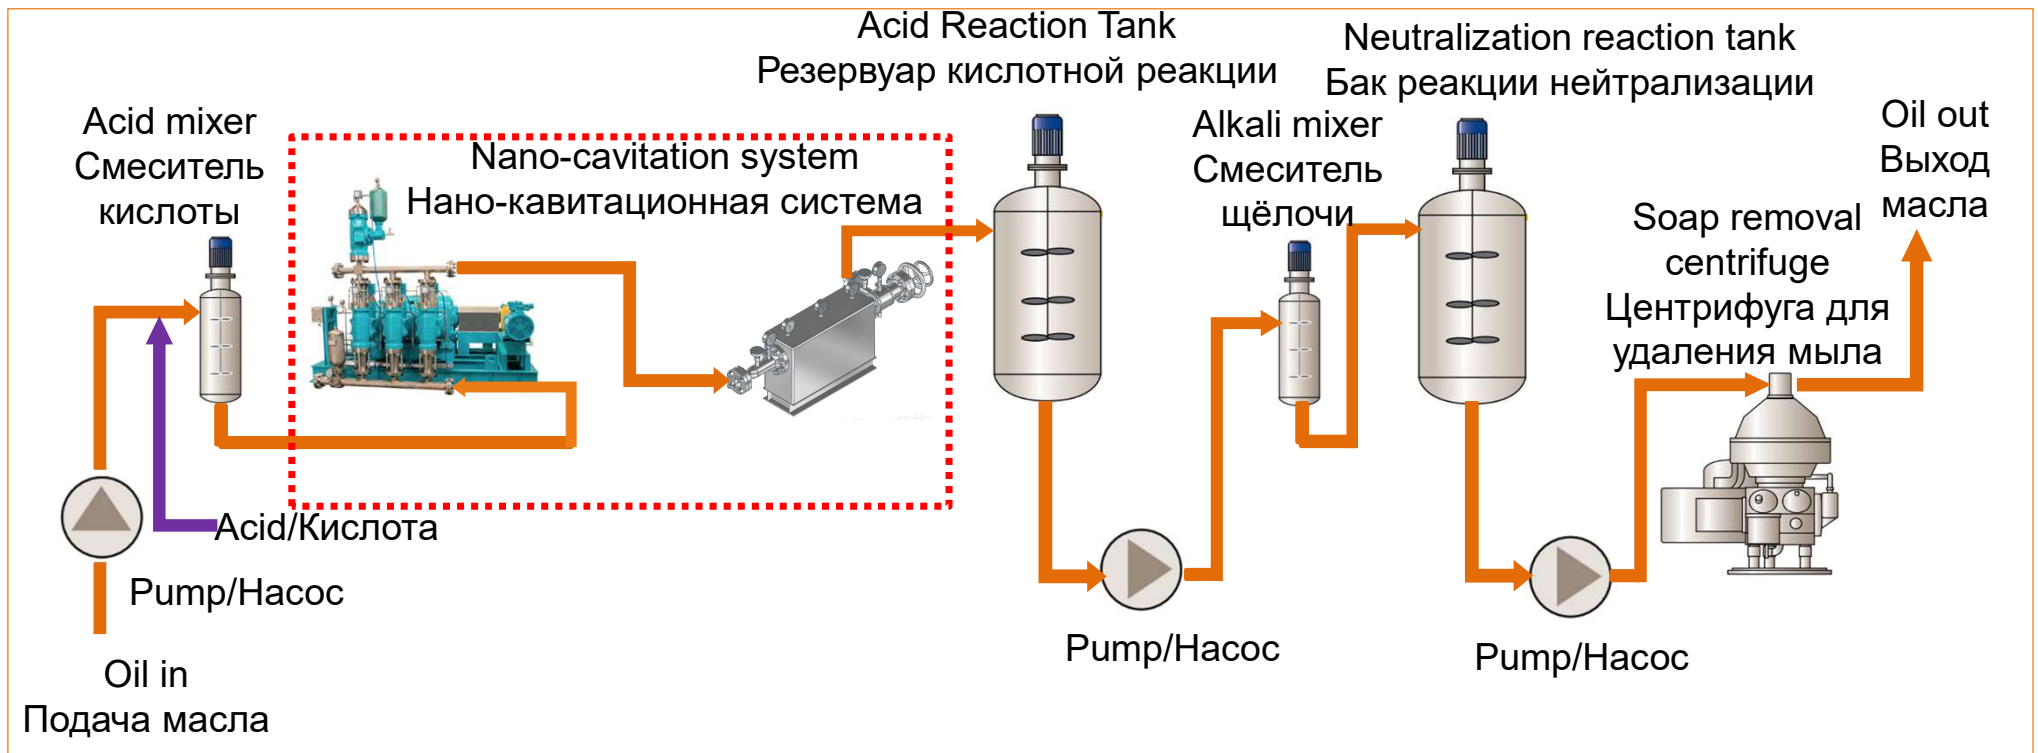 Acid Reaction Tank
Резервуар кислотной реакции
Neutralization reaction tank
Бак реакции нейтрализации
Acid mixer
Смеситель
кислоты
Nano-cavitation system
Нано-кавитационная система
Alkali mixer
Смеситель
щёлочи
Oil out
Выход
масла
Soap removal
centrifuge
Центрифуга для
удаления мыла
Acid/Кислота
Pump/Насос
Oil in
Подача масла
Pump/Насос
Pump/Насос